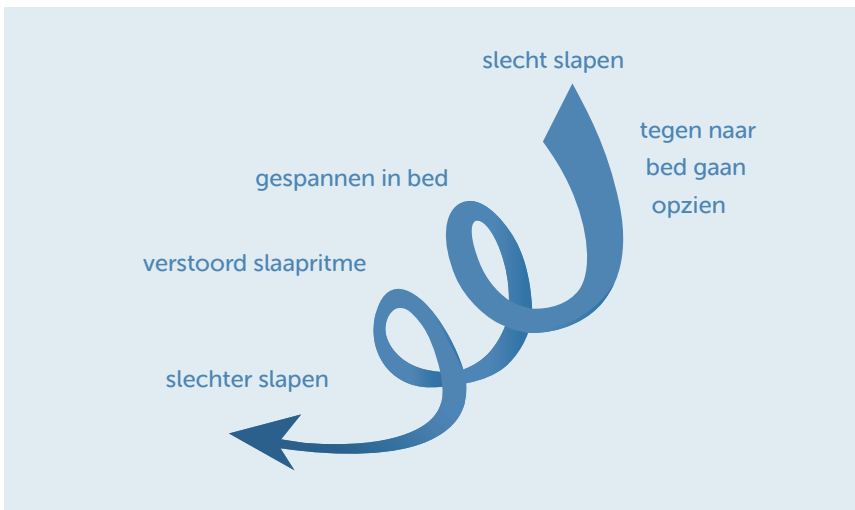 slecht slapen
tegen naar
bed gaan
opzien
gespannen in bed
verstoord slaapritme
slechter slapen